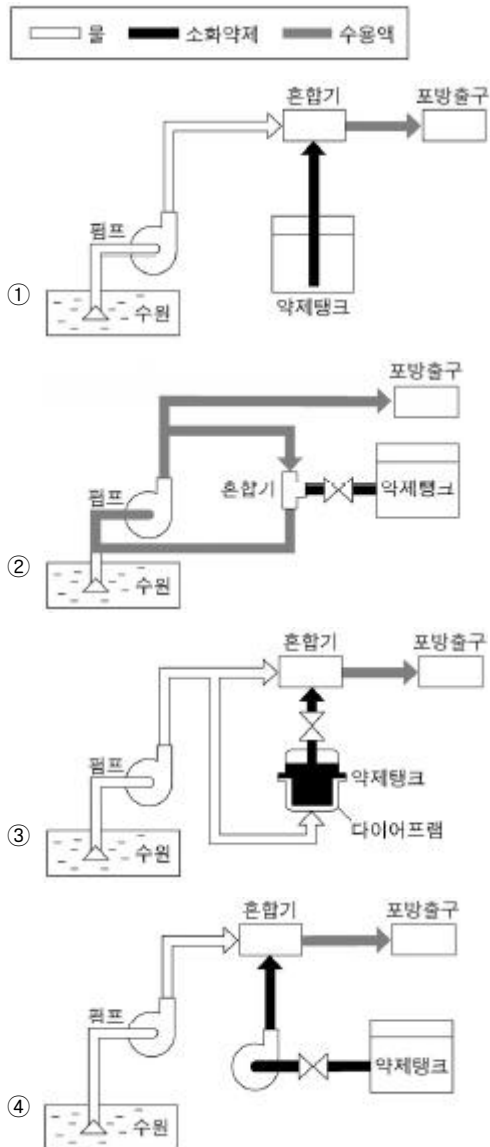 물 소화약제 수용액
혼합기 포방출구
펌프
약제탱크
① 수원
포방출구
펌프 혼합기 약제탱크
② 수원
혼합기 포방출구
펌프 약제탱크
다이어프램
③ 수원
혼합기 포방출구
펌프
약제탱크
④ 수원